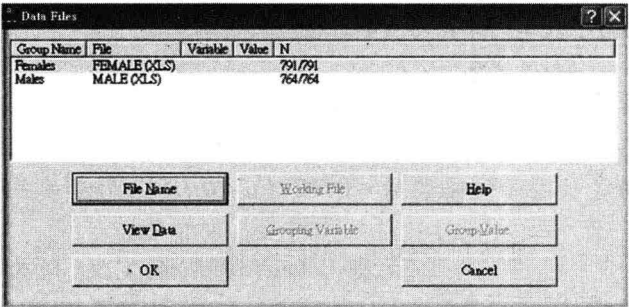 Data Files
Group Name File Variable Value N
Females FEMALE (XLS) 791/791
Males MALE (XLS) 764/764
File Name Working File Help
View Data Grouping Variable Group Value
OK Cancel